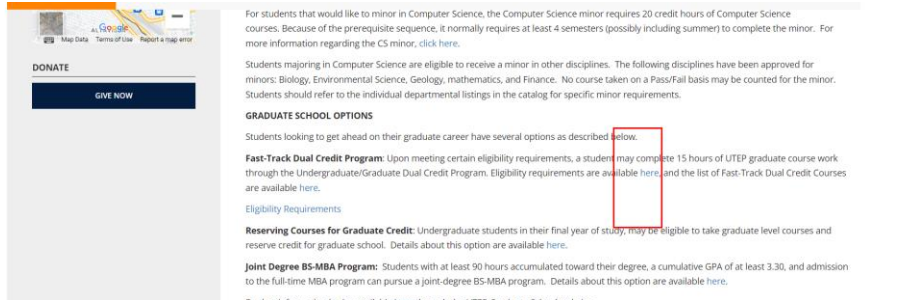 Google
Map Data Terms of Use Report a map error
DONATE
GIVE NOW
For students that would like to minor in Computer Science, the Computer Science minor requires 20 credit hours of Computer Science
courses. Because of the prerequisite sequence, it normally requires at least 4 semesters (possibly including summer) to complete the minor. For
more information regarding the CS minor, click here.
Students majoring in Computer Science are eligible to receive a minor in other disciplines. The following disciplines have been approved for
minors: Biology, Environmental Science, Geology, mathematics, and Finance. No course taken on a Pass/Fail basis may be counted for the minor.
Students should refer to the individual departmental listings in the catalog for specific minor requirements.
GRADUATE SCHOOL OPTIONS
Students looking to get ahead on their graduate career have several options as described below.
Fast-Track Dual Credit Program: Upon meeting certain eligibility requirements, a student may complete 15 hours of UTEP graduate course work
through the Undergraduate/Graduate Dual Credit Program. Eligibility requirements are available here, and the list of Fast-Track Dual Credit Courses
are available here.
Eligibility Requirements
Reserving Courses for Graduate Credit: Undergraduate students in their final year of study, may be eligible to take graduate level courses and
reserve credit for graduate school. Details about this option are available here.
Joint Degree BS-MBA Program: Students with at least 90 hours accumulated toward their degree, a cumulative GPA of at least 3.30, and admission
to the full-time MBA program can pursue a joint-degree BS-MBA program. Details about this option are available here.